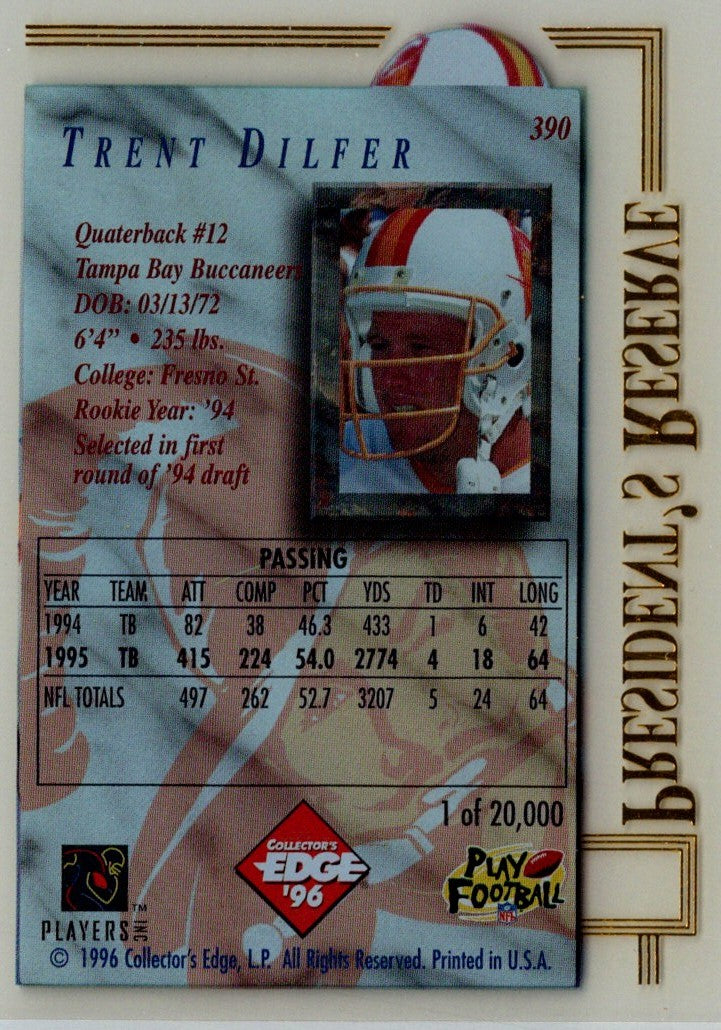 390
TRENT DILFER
Quaterback #12
Tampa Bay Buccaneers
DOB: 03/13/72
6'4" • 235 lbs.
College: Fresno St.
Rookie Year: '94
Selected in first
round of '94 draft
PASSING
YEAR TEAM ATT COMP PCT YDS TD INT LONG
1994 TB 82 38 46.3 433 1 6 42
1995 TB 415 224 54.0 2774 4 18 64
NFL TOTALS 497 262 52.7 3207 5 24 64
1 of 20,000
COLLECTOR'S
EDGE
'96
PLAY
FOOTBALL
NFL
PLAYERS INC ™
© 1996 Collector's Edge, L.P. All Rights Reserved. Printed in U.S.A.
PRESIDENT'S RESERVE